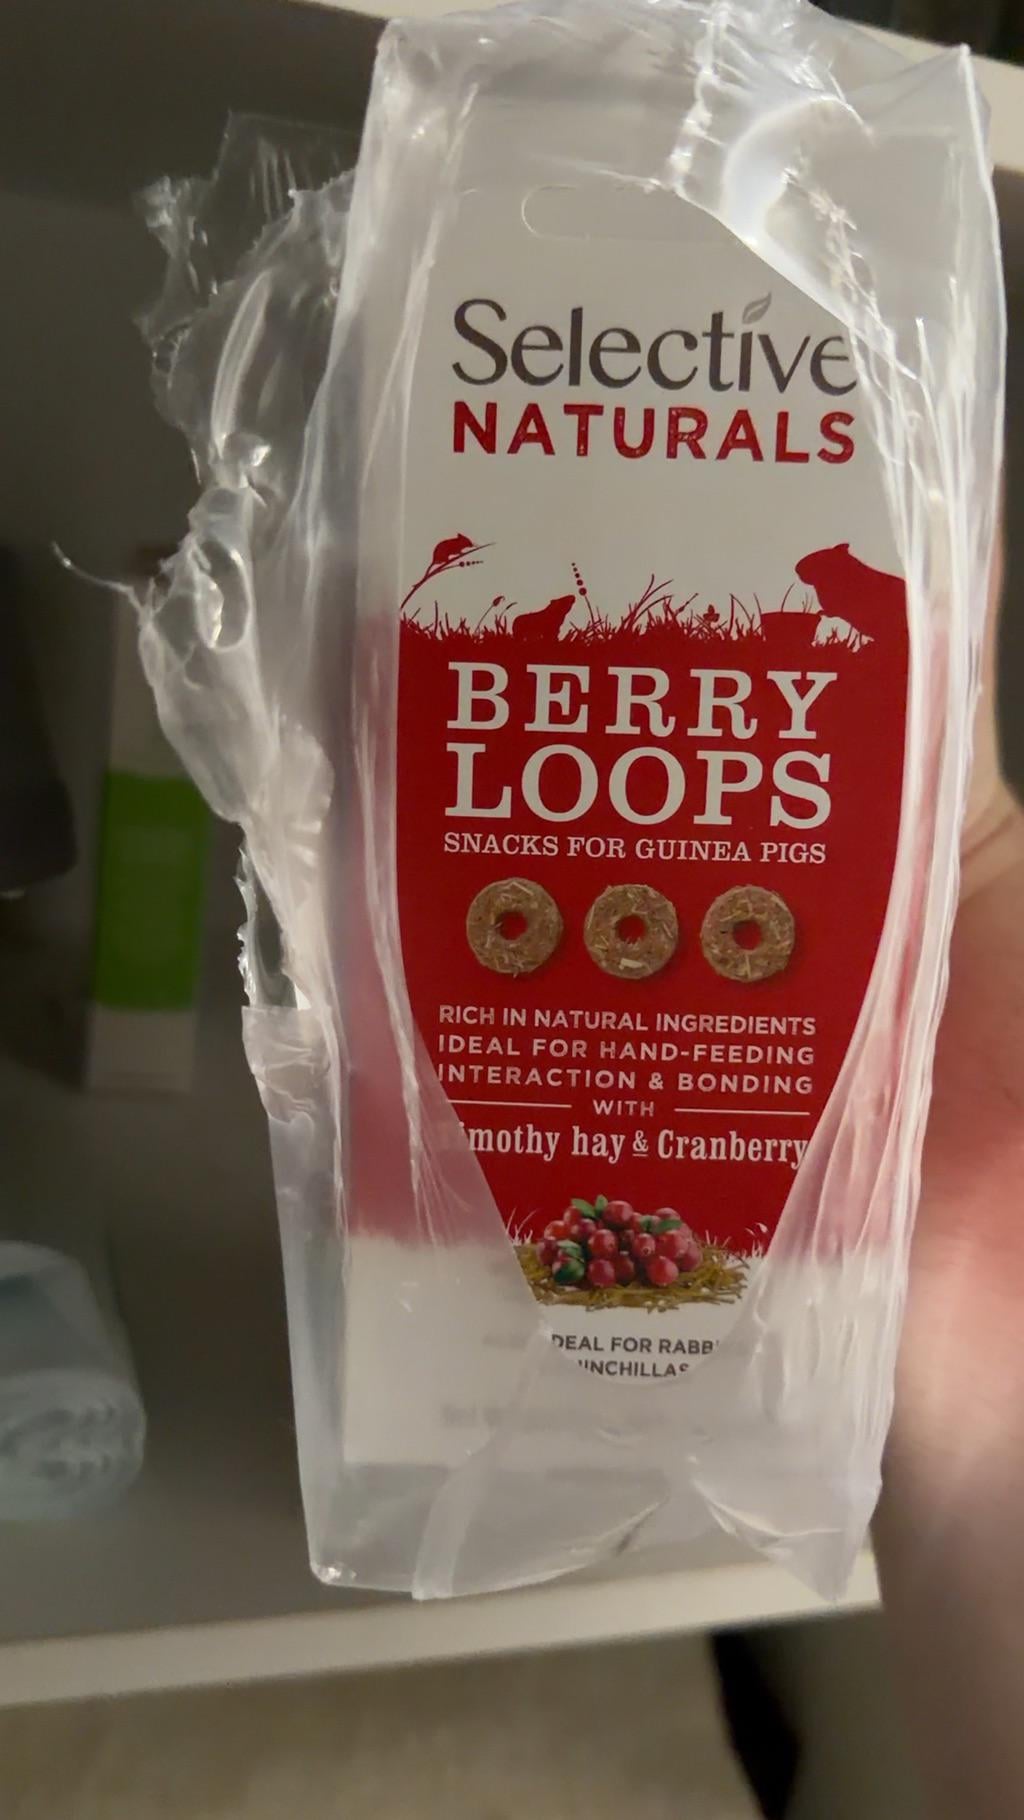 Selective
NATURALS
BERRY
LOOPS
SNACKS FOR GUINEA PIGS
RICH IN NATURAL INGREDIENTS
IDEAL FOR HAND-FEEDING
INTERACTION & BONDING
WITH
imothy hay & Cranberry
DEAL FOR RABB
INCHILLAS